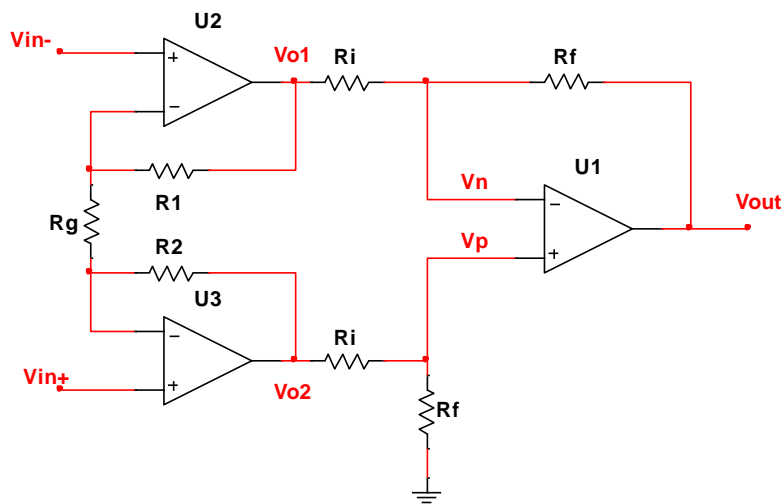 U2
Vin-
Vo1
Ri
Rf
+
−
R1
Vn
U1
−
Vout
Rg
R2
Vp
+
U3
−
Ri
Vin+
+
Vo2
Rf